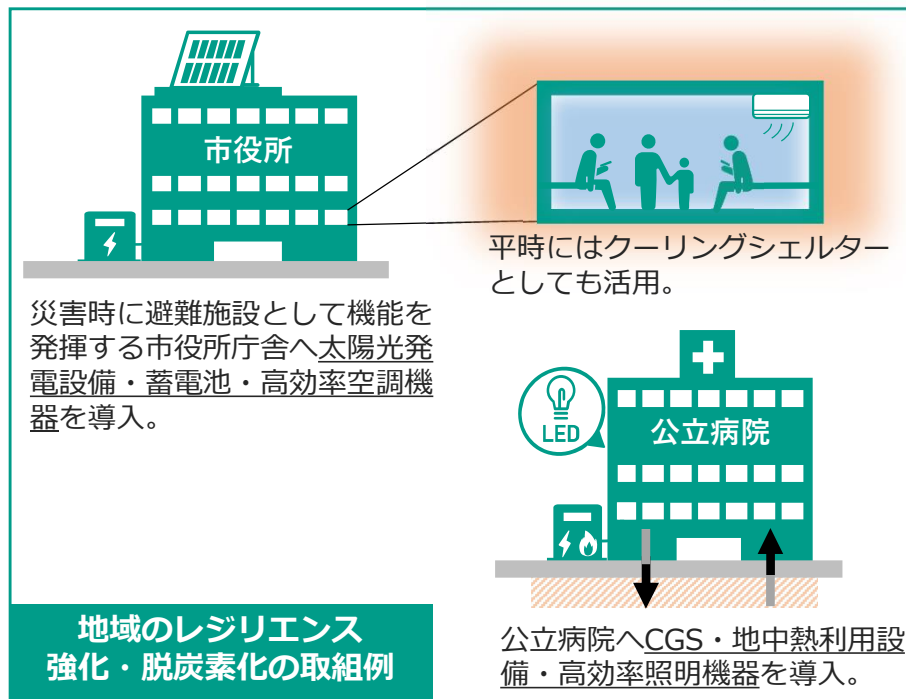 市役所
平時にはクーリングシェルター
としても活用。
災害時に避難施設として機能を
発揮する市役所庁舎へ太陽光発
電設備・蓄電池・高効率空調機
器を導入。
LED
公立病院
公立病院へCGS・地中熱利用設
備・高効率照明機器を導入。
地域のレジリエンス
強化・脱炭素化の取組例